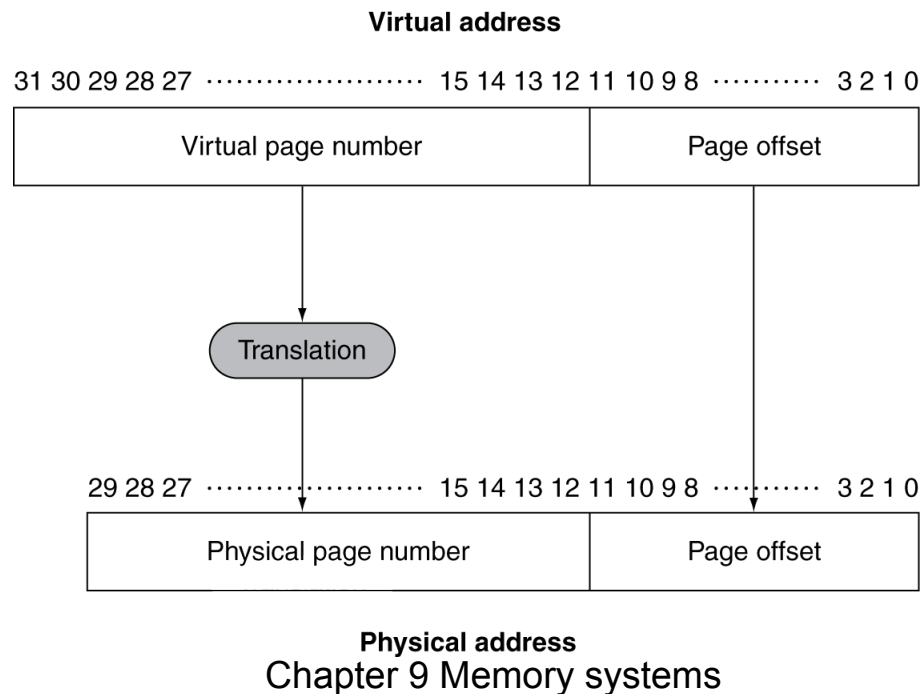 Virtual address
31 30 29 28 27 ····················· 15 14 13 12 11 10 9 8 ··········· 3 2 1 0
Virtual page number Page offset
Translation
29 28 27 ····················· 15 14 13 12 11 10 9 8 ··········· 3 2 1 0
Physical page number Page offset
Physical address
Chapter 9 Memory systems